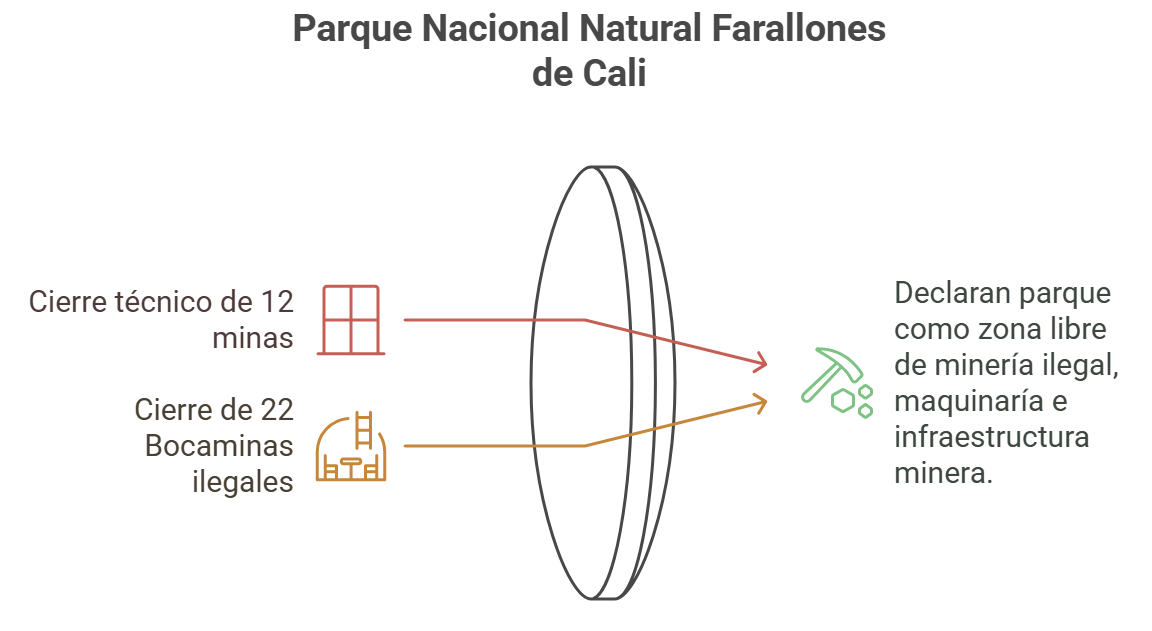 Parque Nacional Natural Farallones
de Cali
Cierre técnico de 12
minas
Cierre de 22
Bocaminas
ilegales
Declaran parque
como zona libre
de minería ilegal,
maquinaría e
infraestructura
minera.